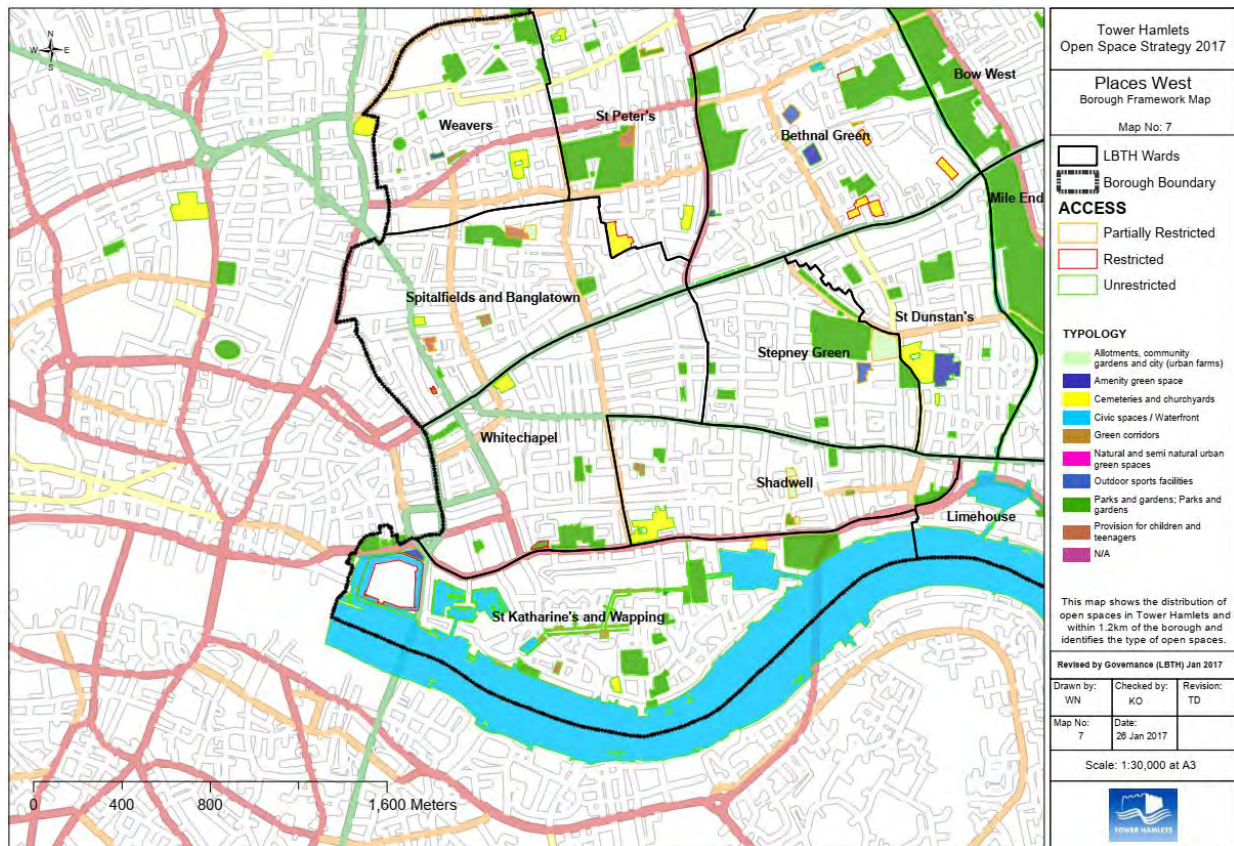 N
W E
S
Weavers
St Peter's
Bethnal Green
Bow West
Mile End
Spitalfields and Banglatown
St Dunstan's
Stepney Green
Whitechapel
Shadwell
Limehouse
St Katharine's and Wapping
0 400 800 1,600 Meters
Tower Hamlets
Open Space Strategy 2017
Places West
Borough Framework Map
Map No: 7
LBTH Wards
Borough Boundary
ACCESS
Partially Restricted
Restricted
Unrestricted
TYPOLOGY
Allotments, community
gardens and city (urban farms)
Amenity green space
Cemeteries and churchyards
Civic spaces / Waterfront
Green corridors
Natural and semi natural urban
green spaces
Outdoor sports facilities
Parks and gardens; Parks and
gardens
Provision for children and
teenagers
N/A
This map shows the distribution of
open spaces in Tower Hamlets and
within 1.2km of the borough and
identifies the type of open spaces.
Revised by Governance (LBTH) Jan 2017
Drawn by: Checked by: Revision:
WN KO TD
Map No: Date:
7 26 Jan 2017
Scale: 1:30,000 at A3
TOWER HAMLETS